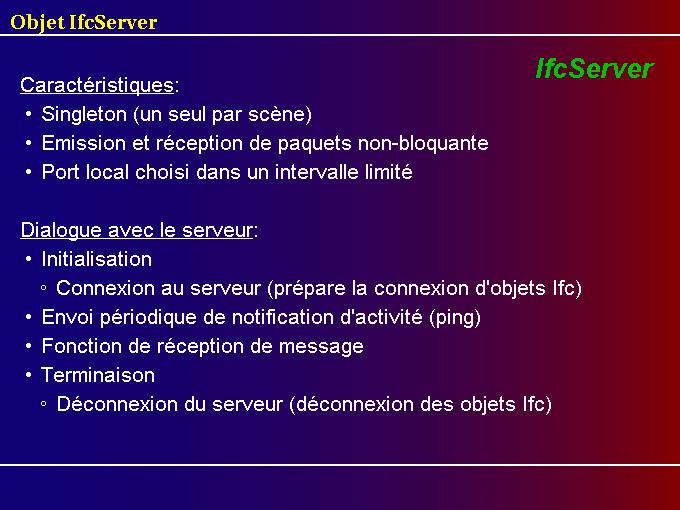 Objet IfcServer
IfcServer
Caractéristiques:
• Singleton (un seul par scène)
• Emission et réception de paquets non-bloquante
• Port local choisi dans un intervalle limité
Dialogue avec le serveur:
• Initialisation
◦ Connexion au serveur (prépare la connexion d'objets Ifc)
• Envoi périodique de notification d'activité (ping)
• Fonction de réception de message
• Terminaison
◦ Déconnexion du serveur (déconnexion des objets Ifc)